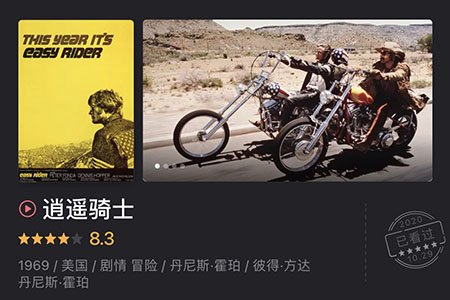 THIS YEAR IT'S
easy RIDER
easy RIDER PETER FONDA DENNIS HOPPER
逍遥骑士
8.3
1969 / 美国 / 剧情 冒险 / 丹尼斯·霍珀 / 彼得·方达
丹尼斯·霍珀
2020
已看过
10.29